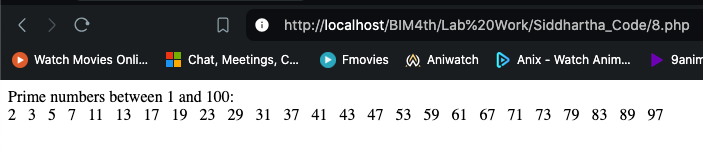 http://localhost/BIM4th/Lab%20Work/Siddhartha_Code/8.php
Watch Movies Onli... Chat, Meetings, C... Fmovies Aniwatch Anix - Watch Anim... 9anim
Prime numbers between 1 and 100:
2 3 5 7 11 13 17 19 23 29 31 37 41 43 47 53 59 61 67 71 73 79 83 89 97